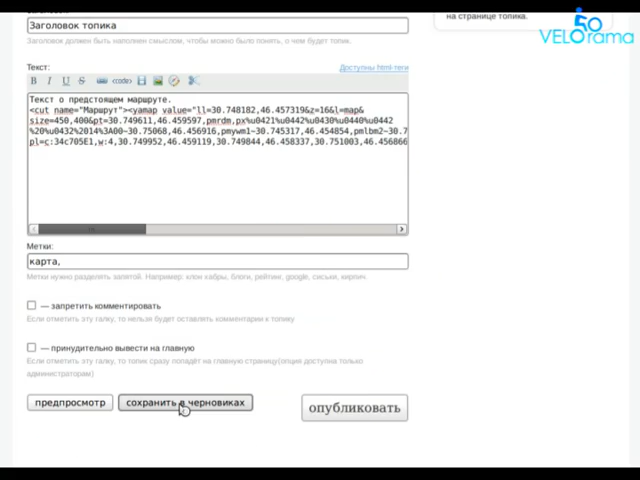 на странице топика.
VELOrama
Заголовок топика
Заголовок должен быть наполнен смыслом, чтобы можно было понять, о чем будет топик.
Текст:
Доступны html-теги
B I U S <code>
Текст о предстоящем маршруте.
<cut name="Маршрут"><yamap value="ll=30.748182,46.457319&z=16&l=map&
size=450,400&pt=30.749611,46.459597,pmrdm,px%u0421%u0442%u0430%u0440%u0442
%20%u0432%2014%3A00~30.75068,46.456916,pmywm1~30.745317,46.454854,pmlbm2~30.7
pl=c:34c705E1,w:4,30.749952,46.459119,30.749844,46.458337,30.751003,46.456866
Метки:
карта,
Метки нужно разделять запятой. Например: клон хабры, блоги, рейтинг, google, сиськи, кирпич.
— запретить комментировать
Если отметить эту галку, то нельзя будет оставлять комментарии к топику
— принудительно вывести на главную
Если отметить эту галку, то топик сразу попадёт на главную страницу(опция доступна только
администраторам)
предпросмотр
сохранить в черновиках
опубликовать